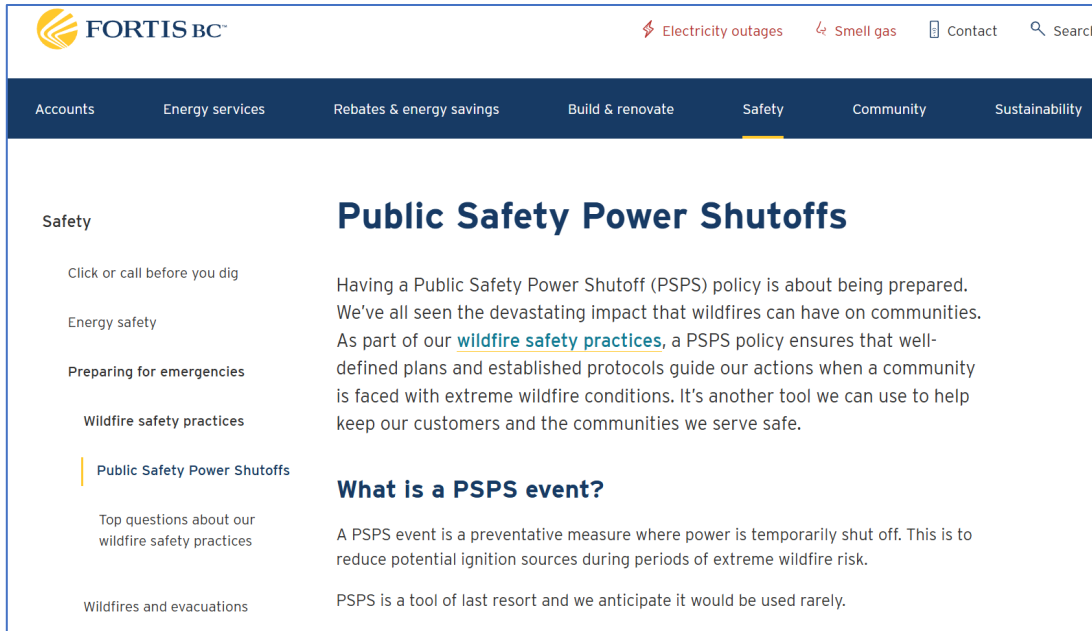 FORTIS BC™
Electricity outages
Smell gas
Contact
Search
Accounts
Energy services
Rebates & energy savings
Build & renovate
Safety
Community
Sustainability
Safety
Click or call before you dig
Energy safety
Preparing for emergencies
Wildfire safety practices
Public Safety Power Shutoffs
Top questions about our
wildfire safety practices
Wildfires and evacuations
Public Safety Power Shutoffs
Having a Public Safety Power Shutoff (PSPS) policy is about being prepared.
We’ve all seen the devastating impact that wildfires can have on communities.
As part of our wildfire safety practices, a PSPS policy ensures that well-
defined plans and established protocols guide our actions when a community
is faced with extreme wildfire conditions. It’s another tool we can use to help
keep our customers and the communities we serve safe.
What is a PSPS event?
A PSPS event is a preventative measure where power is temporarily shut off. This is to
reduce potential ignition sources during periods of extreme wildfire risk.
PSPS is a tool of last resort and we anticipate it would be used rarely.